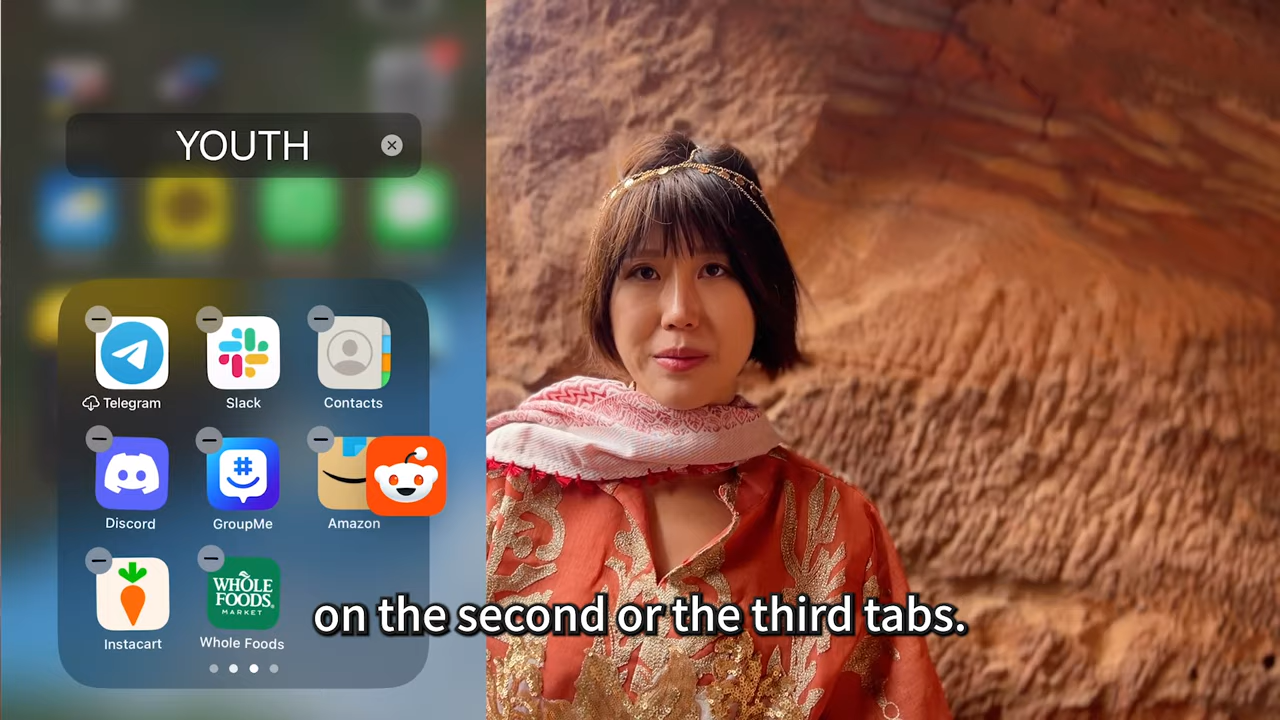 YOUTH
Telegram
Slack
Contacts
Discord
GroupMe
Amazon
WHOLE
FOODS
MARKET
Instacart
Whole Foods
on the second or the third tabs.